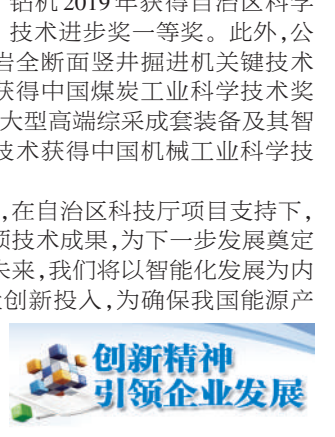 钻机2019年获得自治区科学
技术进步奖一等奖。此外,公
岩全断面竖井掘进机关键技术
获得中国煤炭工业科学技术奖
大型高端综采成套装备及其智
技术获得中国机械工业科学技
,在自治区科技厅项目支持下,
项技术成果,为下一步发展奠定
未来,我们将以智能化发展为内
创新投入,为确保我国能源产
创新精神
引领企业发展